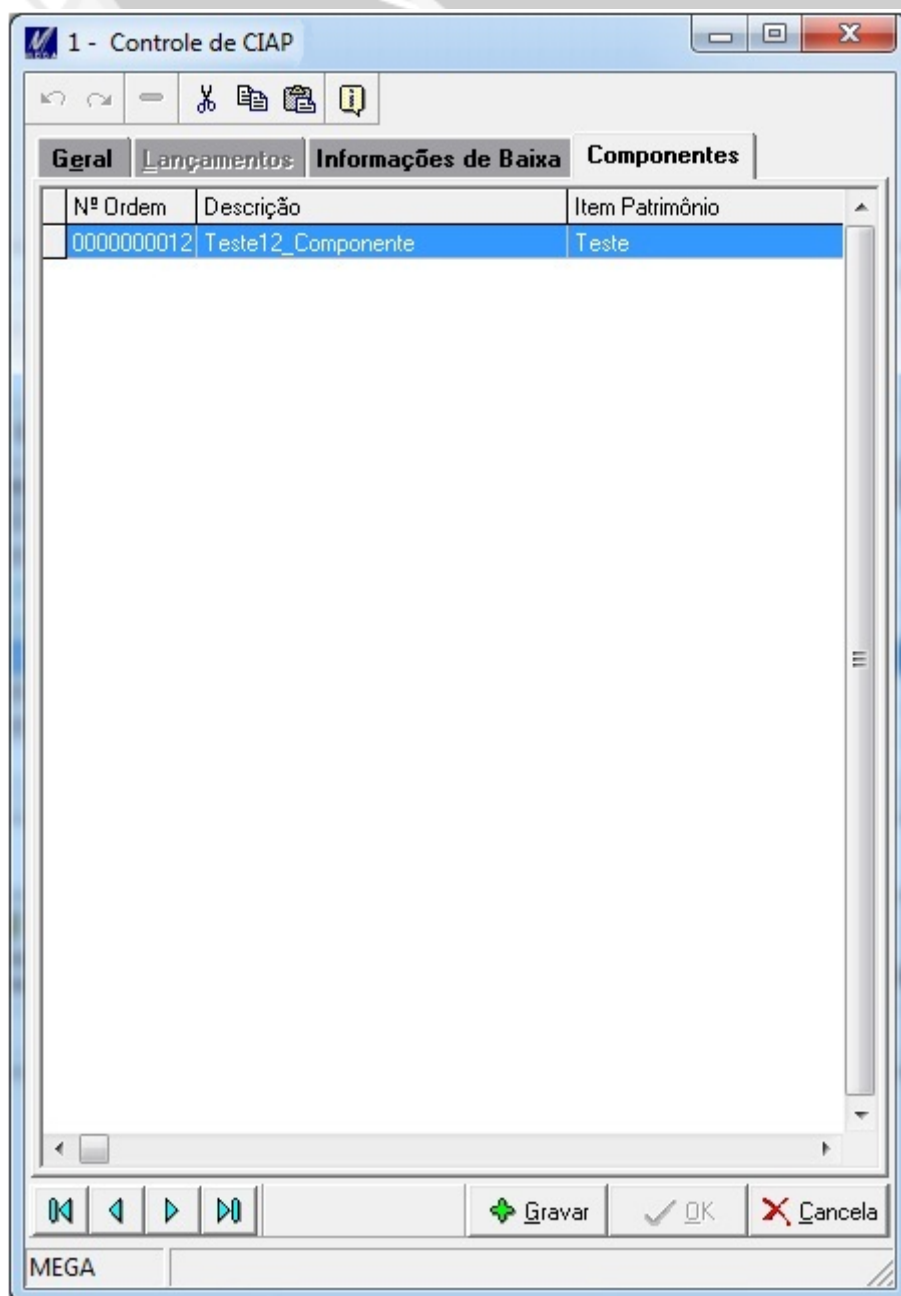 1 - Controle de CIAP
Geral Lançamentos Informações de Baixa Componentes
Nº Ordem Descrição Item Patrimônio
0000000012 Teste12_Componente Teste
Gravar OK Cancela
MEGA